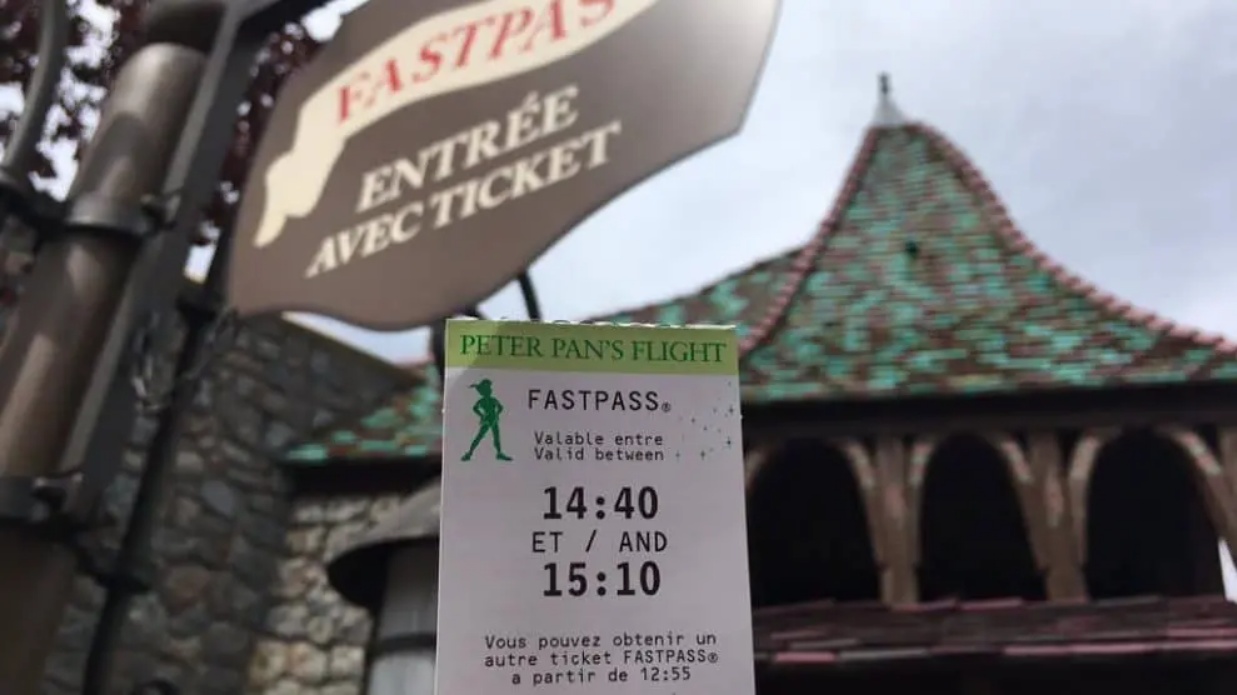 FASTPAS
ENTRÉE
AVEC TICKET
PETER PAN'S FLIGHT
FASTPASS®
Valable entre
Valid between
14:40
ET / AND
15:10
Vous pouvez obtenir un
autre ticket FASTPASS®
a partir de 12:55